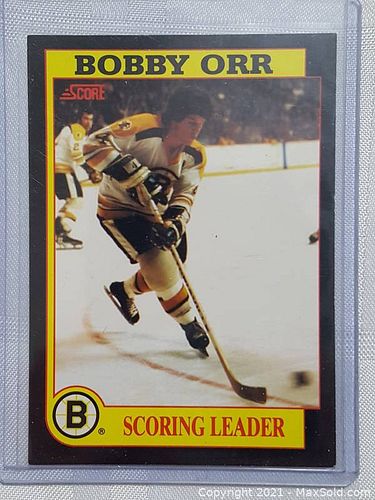 BOBBY ORR
SCORE
B
®
SCORING LEADER
Copyright 2021 - MaxSold.com